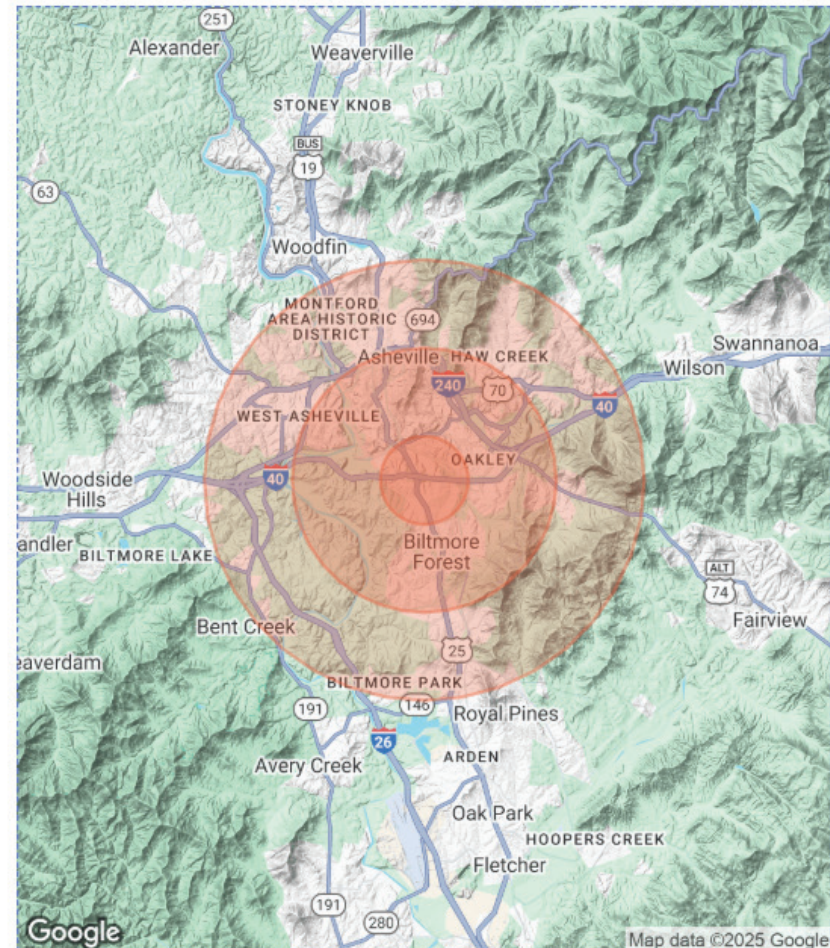 251
Alexander
Weaverville
STONEY KNOB
BUS
19
63
Woodfin
MONTFORD
AREA HISTORIC
DISTRICT
694
Asheville
HAW CREEK
Swannanoa
Wilson
240
70
40
WEST ASHEVILLE
OAKLEY
40
Woodside
Hills
andler
BILTMORE LAKE
Biltmore
Forest
ALT
74
Fairview
Bent Creek
25
eaverdam
BILTMORE PARK
191
146
Royal Pines
26
ARDEN
Avery Creek
Oak Park
HOOPERS CREEK
Fletcher
191
280
Google
Map data ©2025 Google